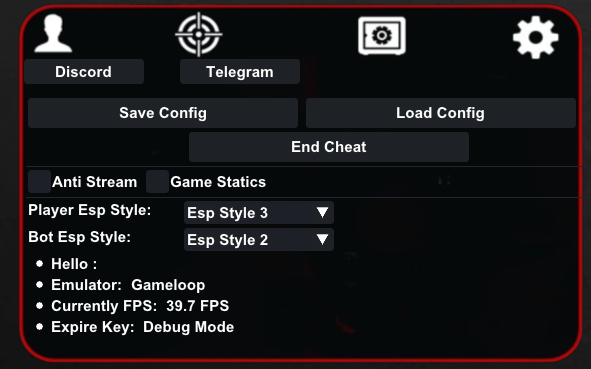 Discord Telegram
Save Config Load Config
End Cheat
Anti Stream Game Statics
Player Esp Style: Esp Style 3
Bot Esp Style: Esp Style 2
Hello :
Emulator: Gameloop
Currently FPS: 39.7 FPS
Expire Key: Debug Mode